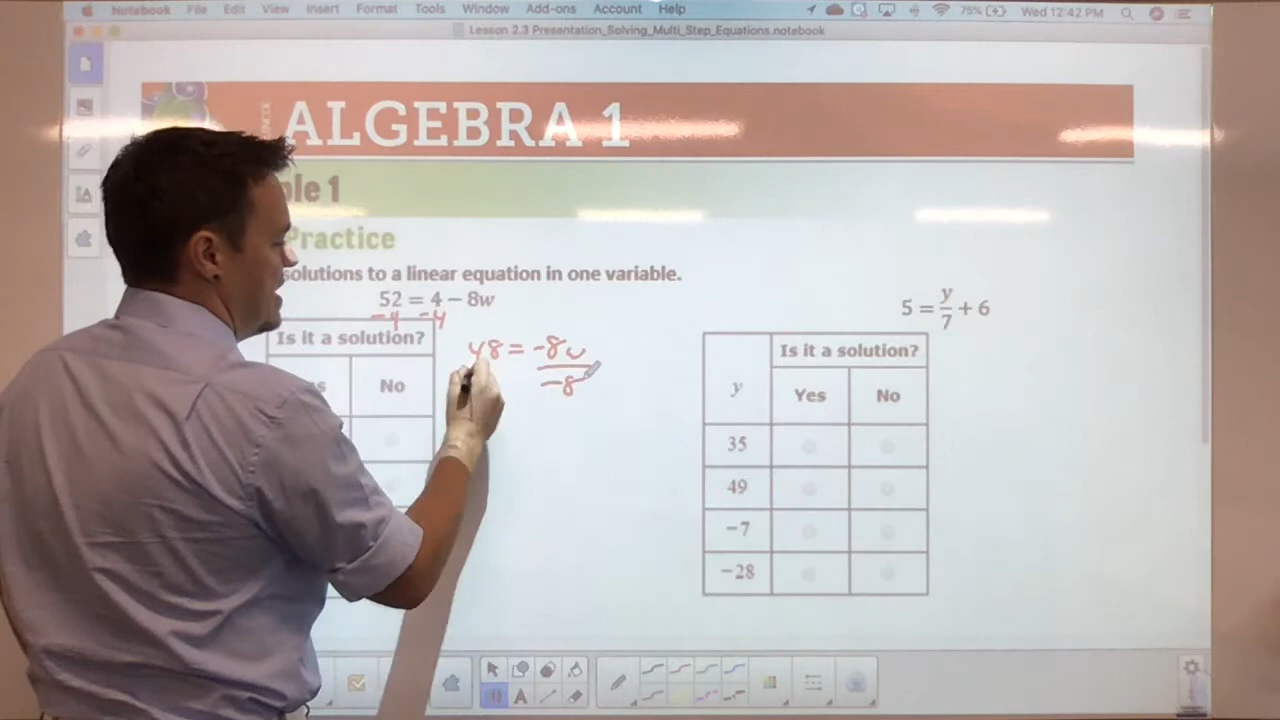 Notebook File Edit View Insert Format Tools Window Add-ons Account Help 75% Wed 12:42 PM
Lesson 2.3 Presentation_Solving_Multi_Step_Equations.notebook
ALGEBRA 1
ple 1
Practice
solutions to a linear equation in one variable.
52 = 4 − 8w
-4 -4
Is it a solution?
s No
48 = -8w
-8
5 = y/7 + 6
Is it a solution?
y Yes No
35
49
−7
−28